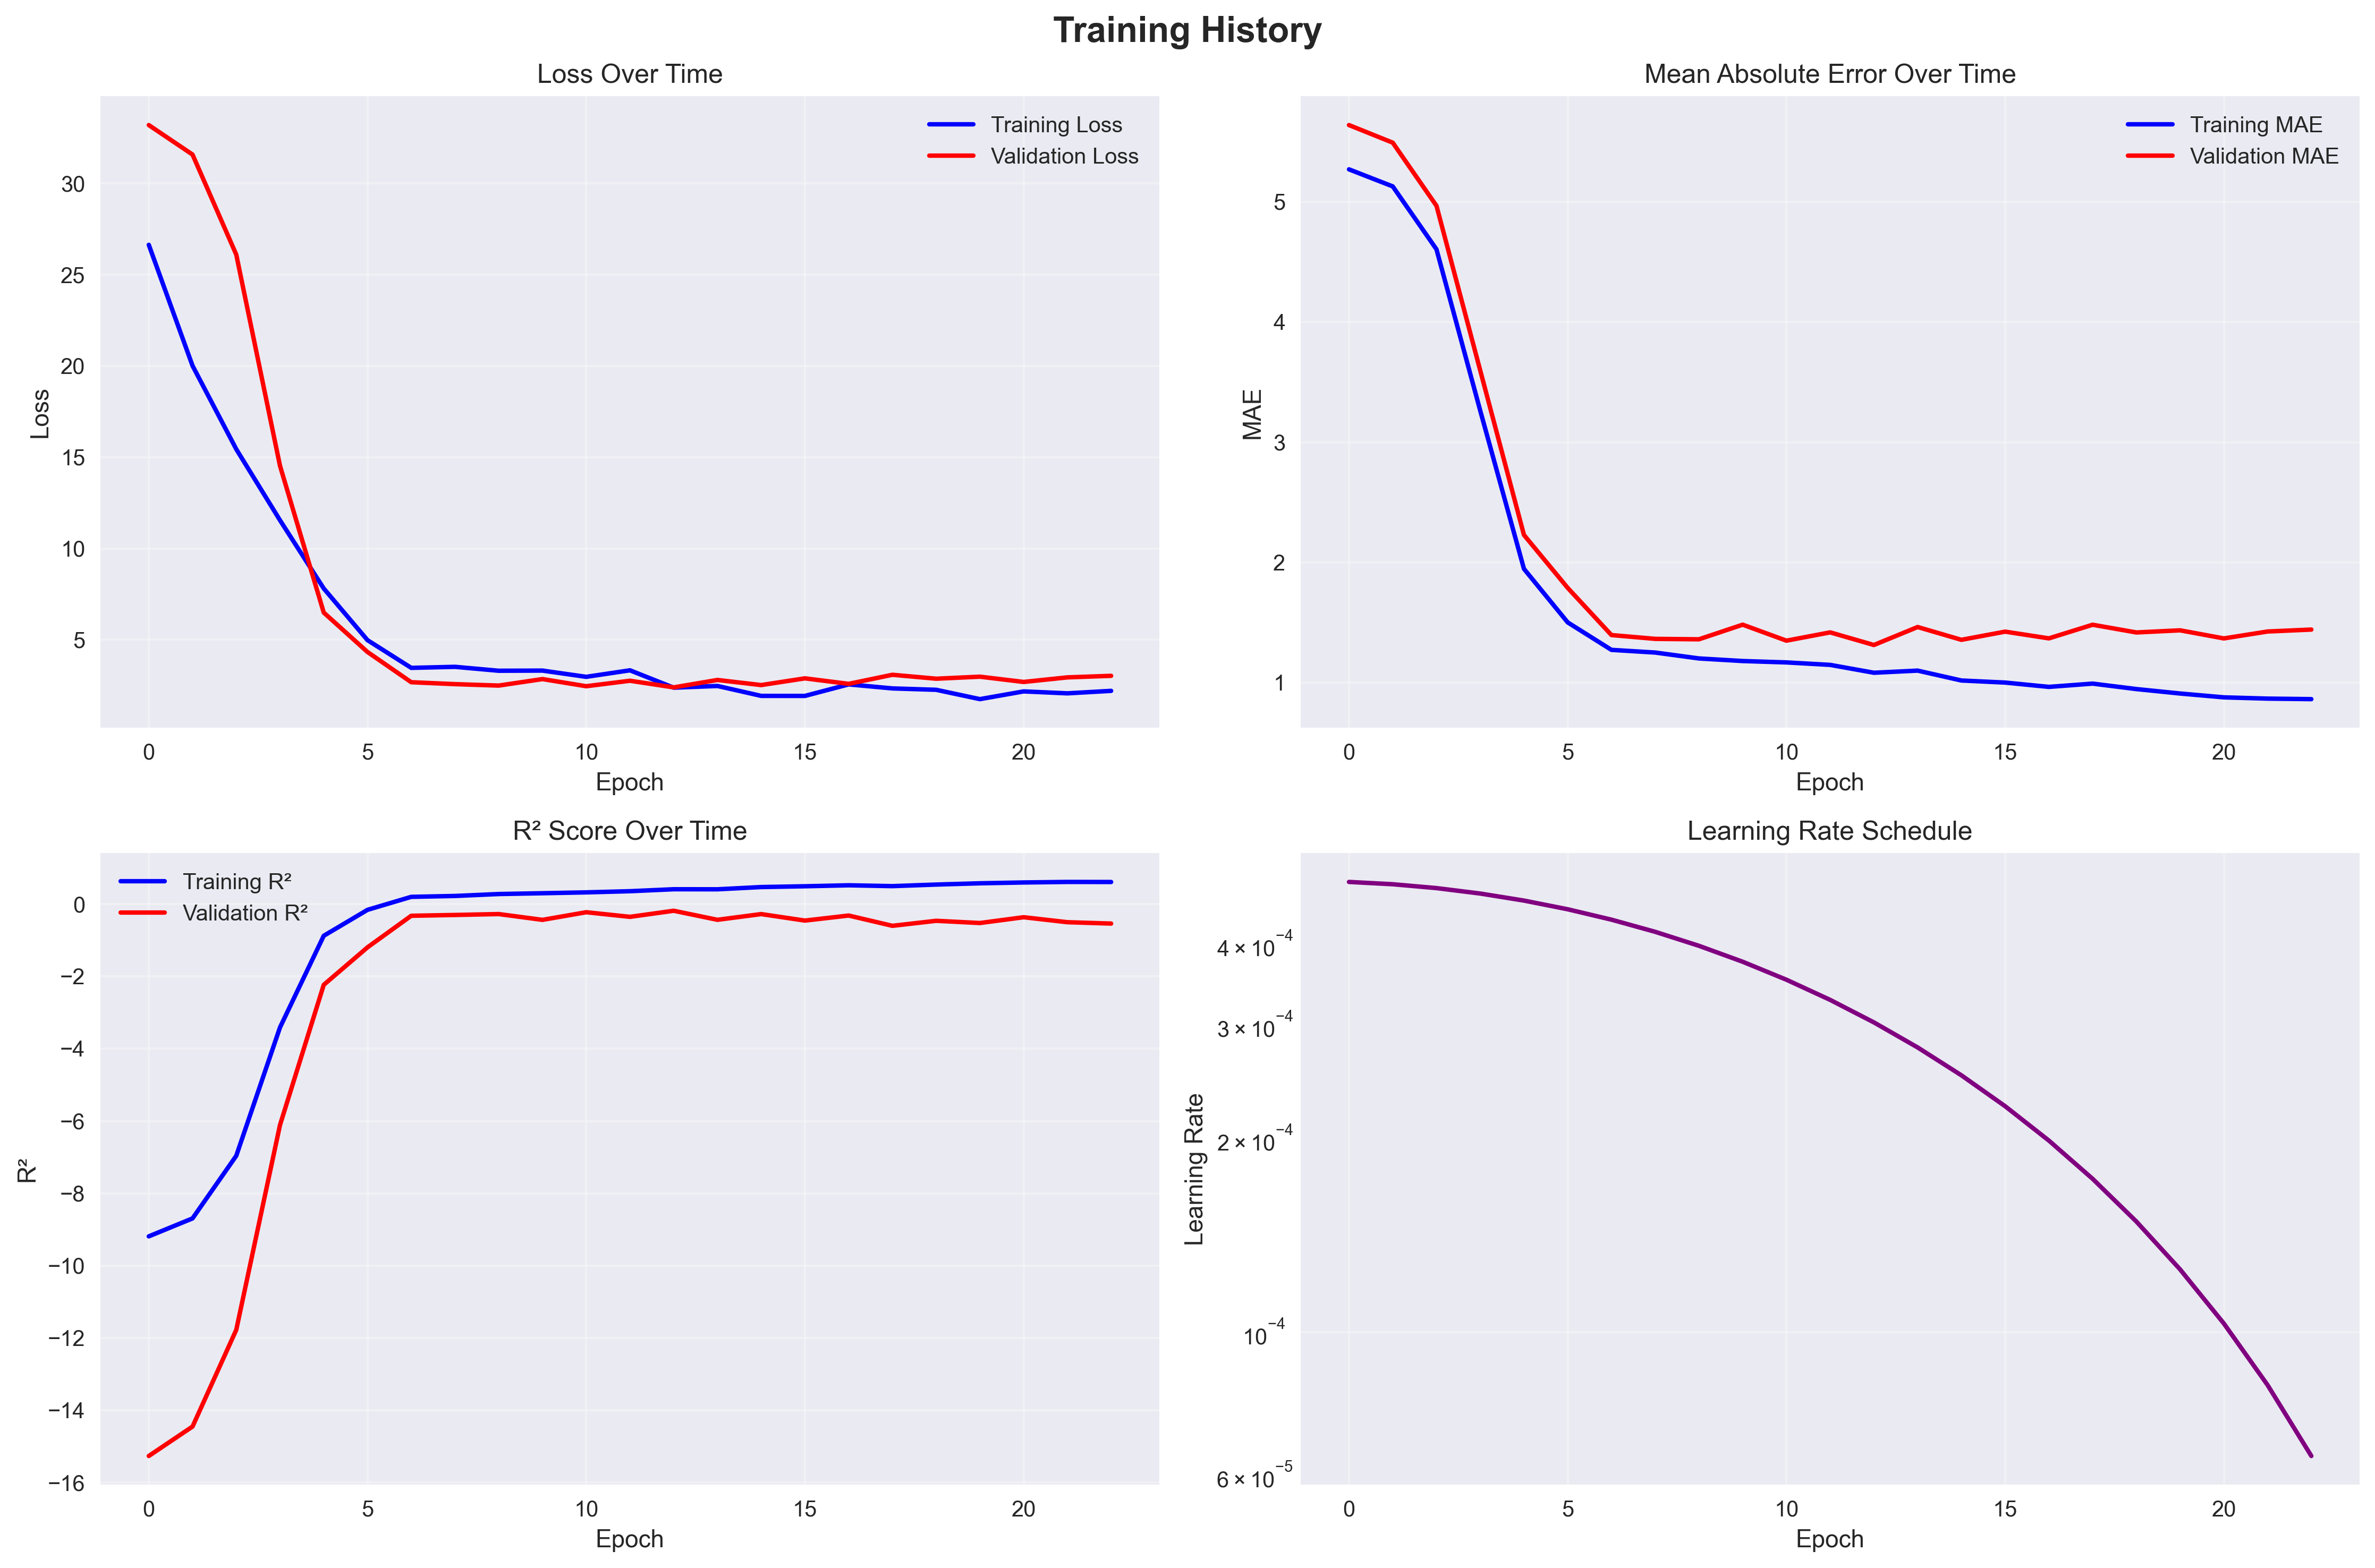 Training History
Loss Over Time
Training Loss
Validation Loss
30
25
20
15
10
5
Loss
0 5 10 15 20
Epoch
Mean Absolute Error Over Time
Training MAE
Validation MAE
5
4
3
2
1
MAE
0 5 10 15 20
Epoch
R² Score Over Time
Training R²
Validation R²
0
−2
−4
−6
−8
−10
−12
−14
−16
R²
0 5 10 15 20
Epoch
Learning Rate Schedule
4 × 10⁻⁴
3 × 10⁻⁴
2 × 10⁻⁴
10⁻⁴
6 × 10⁻⁵
Learning Rate
0 5 10 15 20
Epoch